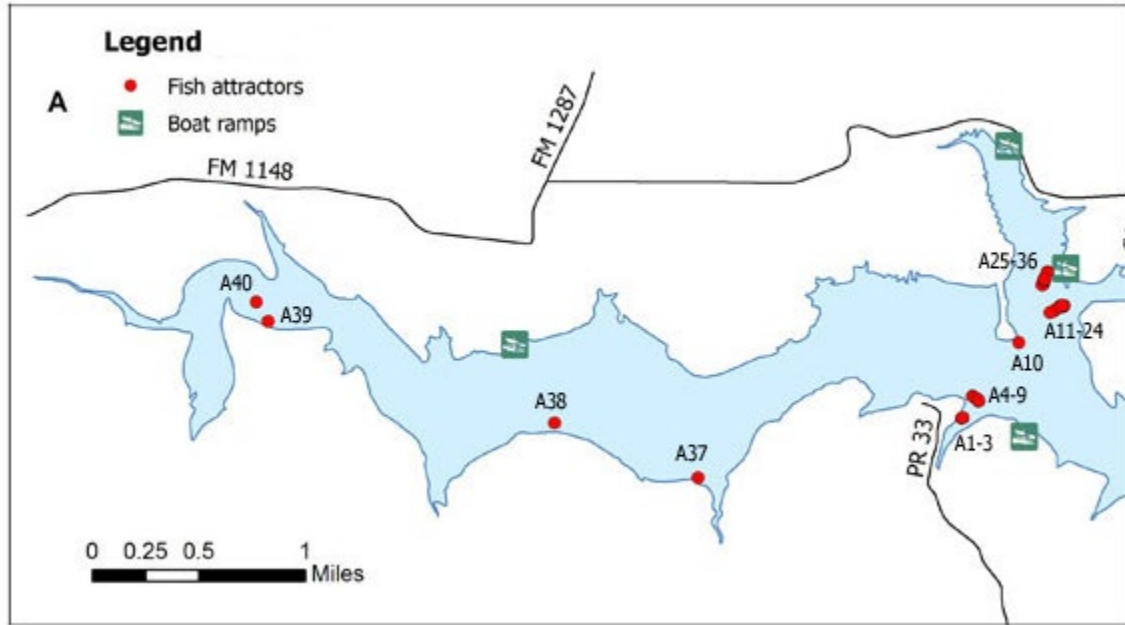 Legend
Fish attractors
A
Boat ramps
FM 1287
FM 1148
A25-36
A40
A39
A11-24
A10
A38
A4-9
A1-3
PR 33
A37
0 0.25 0.5 1
Miles